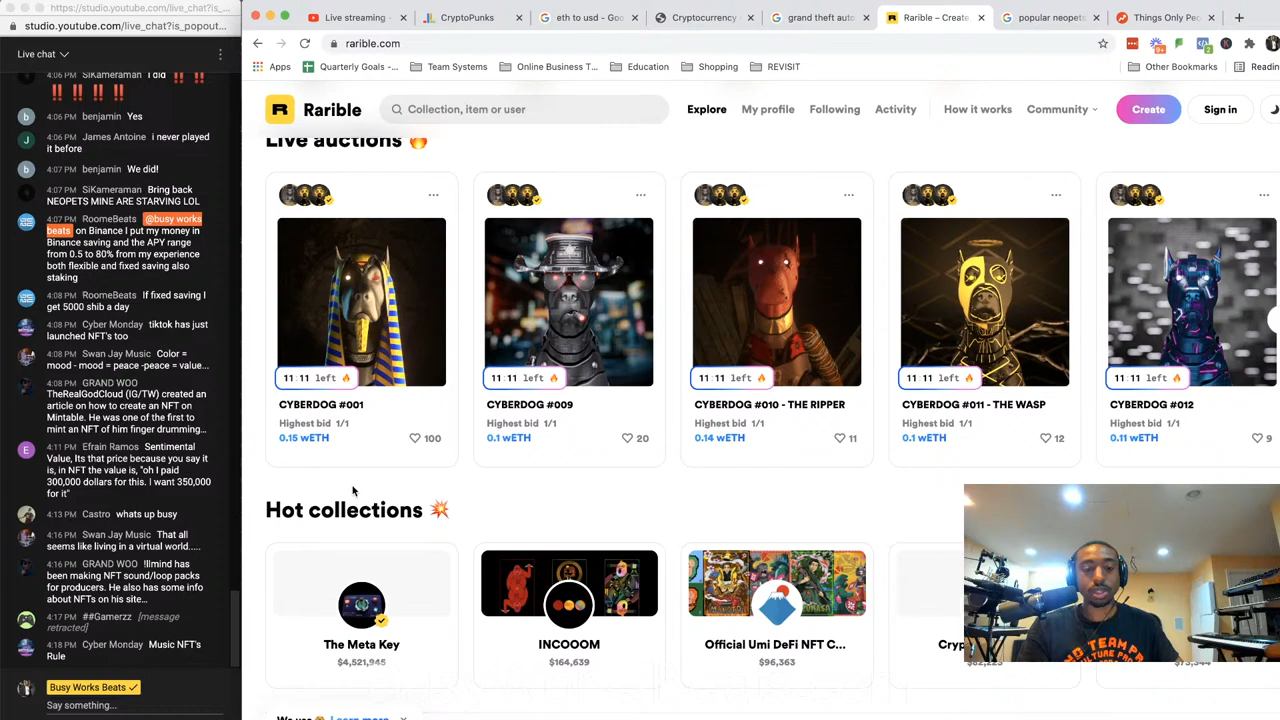 https://studio.youtube.com/live_chat?is_...
studio.youtube.com/live_chat?is_popout...
Live chat
4:06 PM SiKameraman I did ‼️ ‼️
‼️ ‼️ ‼️ ‼️
4:06 PM benjamin Yes
4:06 PM James Antoine i never played
it before
4:07 PM benjamin We did!
4:07 PM SiKameraman Bring back
NEOPETS MINE ARE STARVING LOL
4:07 PM RoomeBeats @busy works
beats on Binance I put my money in
Binance saving and the APY range
from 0.5 to 80% from my experience
both flexible and fixed saving also
staking
4:08 PM RoomeBeats If fixed saving I
get 5000 shib a day
4:08 PM Cyber Monday tiktok has just
launched NFT's too
4:08 PM Swan Jay Music Color =
mood - mood = peace -peace = value...
4:08 PM GRAND WOO
TheRealGodCloud (IG/TW) created an
article on how to create an NFT on
Mintable. He was one of the first to
mint an NFT of him finger drumming...
4:11 PM Efrain Ramos Sentimental
Value, Its that price because you say it
is, in NFT the value is, "oh I paid
300,000 dollars for this. I want 350,000
for it"
4:13 PM Castro whats up busy
4:16 PM Swan Jay Music That all
seems like living in a virtual world.....
4:16 PM GRAND WOO !llmind has
been making NFT sound/loop packs
for producers. He also has some info
about NFTs on his site...
4:17 PM ##Gamerzz [message
retracted]
4:18 PM Cyber Monday Music NFT's
Rule
Busy Works Beats
Say something...
Live streaming -
CryptoPunks
eth to usd - Goo
Cryptocurrency
grand theft auto
Rarible – Create
popular neopets
Things Only Peo
rarible.com
Apps
Quarterly Goals -...
Team Systems
Online Business T...
Education
Shopping
REVISIT
Other Bookmarks
Readin
Rarible
Collection, item or user
Explore
My profile
Following
Activity
How it works
Community
Create
Sign in
Live auctions 🔥
11:11 left 🔥
11:11 left 🔥
11:11 left 🔥
11:11 left 🔥
11:11 left 🔥
CYBERDOG #001
CYBERDOG #009
CYBERDOG #010 - THE RIPPER
CYBERDOG #011 - THE WASP
CYBERDOG #012
Highest bid 1/1
Highest bid 1/1
Highest bid 1/1
Highest bid 1/1
Highest bid 1/1
0.15 wETH
100
0.1 wETH
20
0.14 wETH
11
0.1 wETH
12
0.11 wETH
9
Hot collections 💥
The Meta Key
INCOOOM
Official Umi DeFi NFT C...
Cryp
$4,521,945
$164,639
$96,363
We use
Learn more
NO TEAM PA
CULTURE PAR